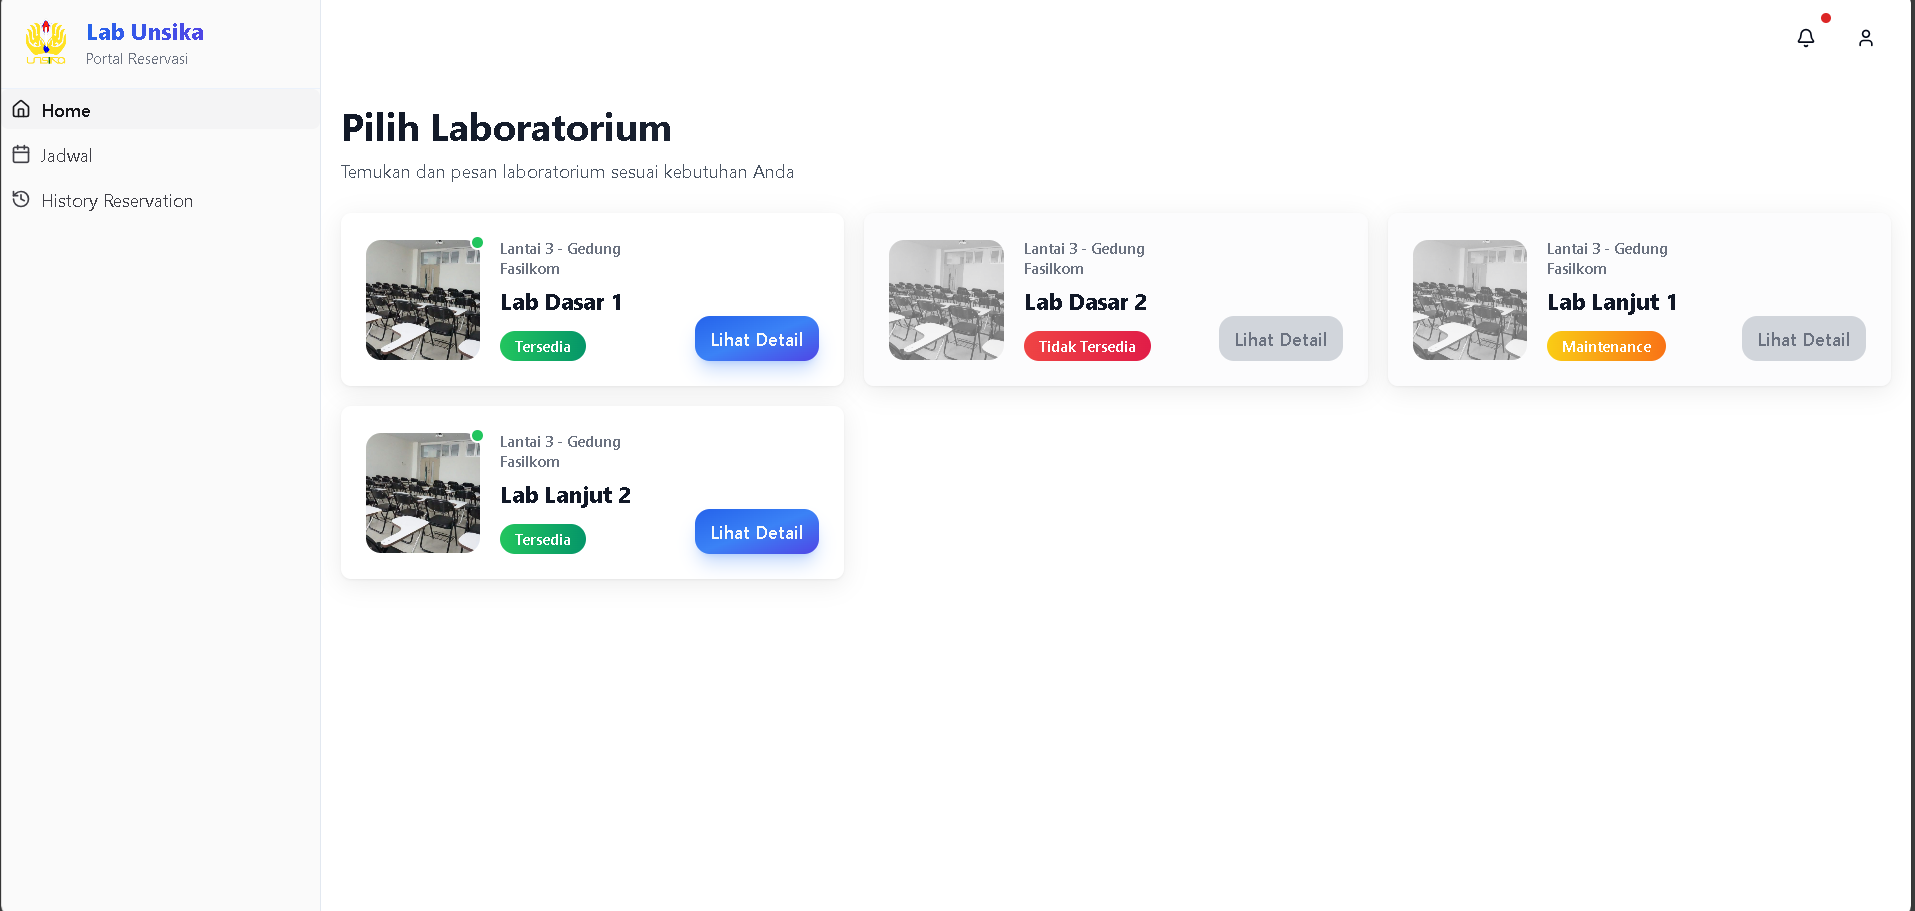 UNSIKA
Lab Unsika
Portal Reservasi
Home
Jadwal
History Reservation
Pilih Laboratorium
Temukan dan pesan laboratorium sesuai kebutuhan Anda
Lantai 3 - Gedung
Fasilkom
Lab Dasar 1
Tersedia
Lihat Detail
Lantai 3 - Gedung
Fasilkom
Lab Dasar 2
Tidak Tersedia
Lihat Detail
Lantai 3 - Gedung
Fasilkom
Lab Lanjut 1
Maintenance
Lihat Detail
Lantai 3 - Gedung
Fasilkom
Lab Lanjut 2
Tersedia
Lihat Detail